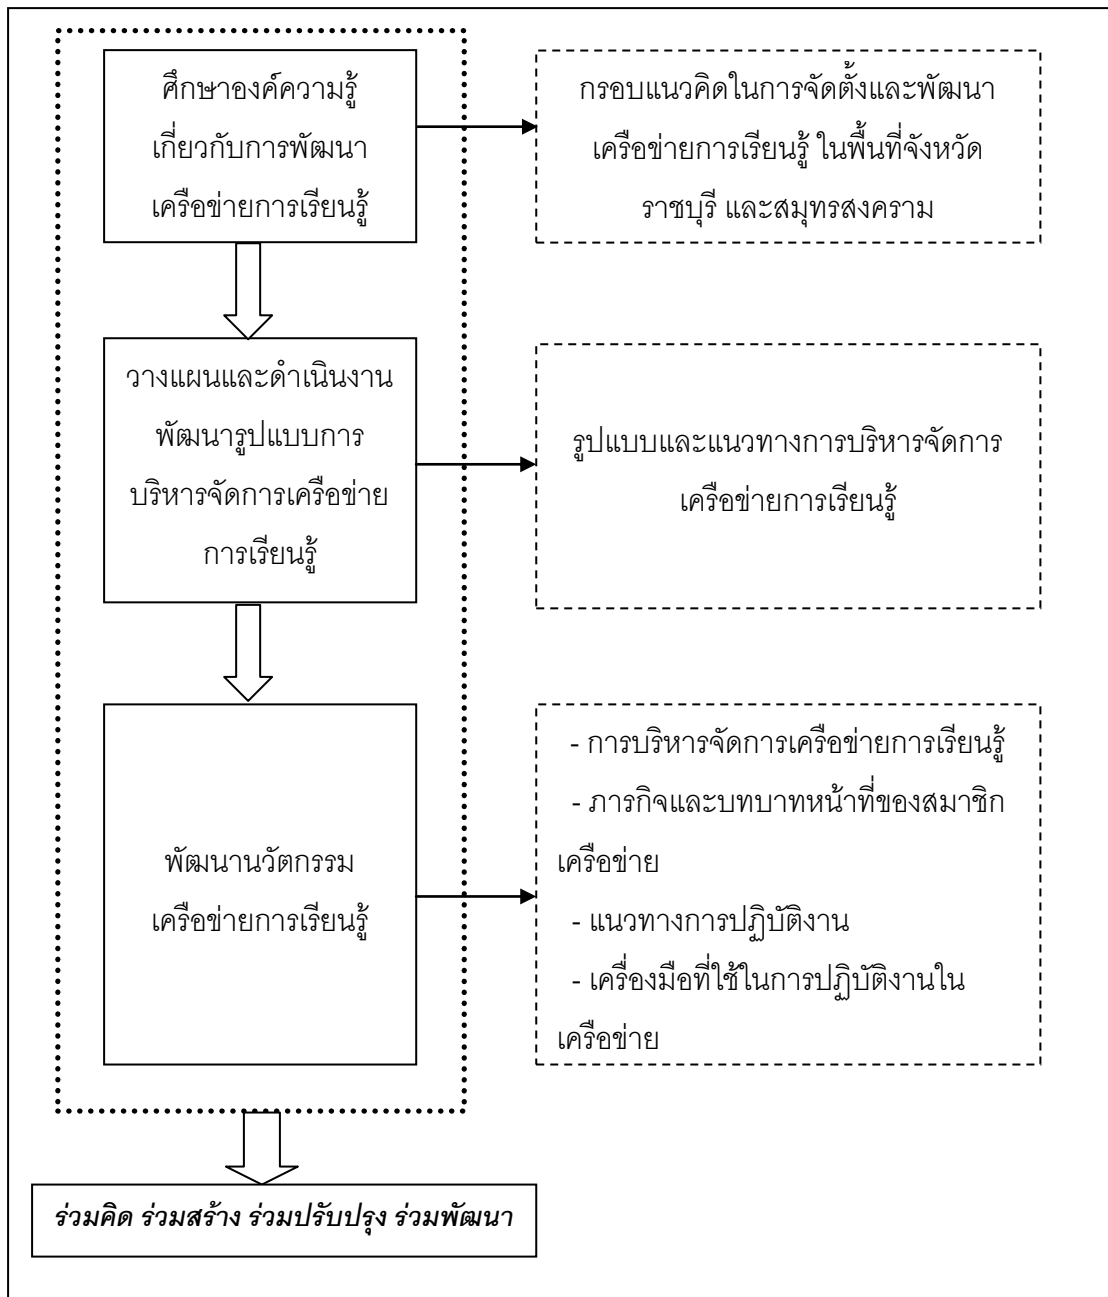 ศึกษาองค์ความรู้
เกี่ยวกับการพัฒนา
เครือข่ายการเรียนรู้
กรอบแนวคิดในการจัดตั้งและพัฒนา
เครือข่ายการเรียนรู้ ในพื้นที่จังหวัด
ราชบุรี และสมุทรสงคราม
วางแผนและดำเนินงาน
พัฒนารูปแบบการ
บริหารจัดการเครือข่าย
การเรียนรู้
รูปแบบและแนวทางการบริหารจัดการ
เครือข่ายการเรียนรู้
พัฒนานวัตกรรม
เครือข่ายการเรียนรู้
- การบริหารจัดการเครือข่ายการเรียนรู้
- ภารกิจและบทบาทหน้าที่ของสมาชิก
เครือข่าย
- แนวทางการปฏิบัติงาน
- เครื่องมือที่ใช้ในการปฏิบัติงานใน
เครือข่าย
ร่วมคิด ร่วมสร้าง ร่วมปรับปรุง ร่วมพัฒนา